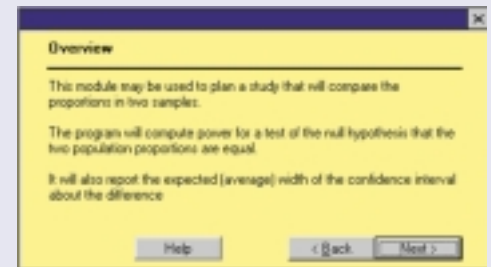 Overview
This module may be used to plan a study that will compare the
proportions in two samples.
The program will compute power for a test of the null hypothesis that the
two population proportions are equal.
It will also report the expected (average) width of the confidence interval
about the difference
Help
< Back
Next >